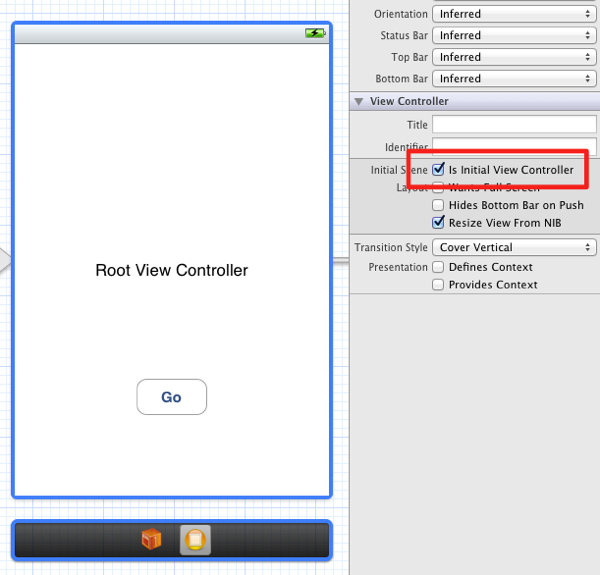 Root View Controller
Go
Orientation Inferred
Status Bar Inferred
Top Bar Inferred
Bottom Bar Inferred
View Controller
Title
Identifier
Initial Scene Is Initial View Controller
Layout Wants Full Screen
Hides Bottom Bar on Push
Resize View From NIB
Transition Style Cover Vertical
Presentation Defines Context
Provides Context